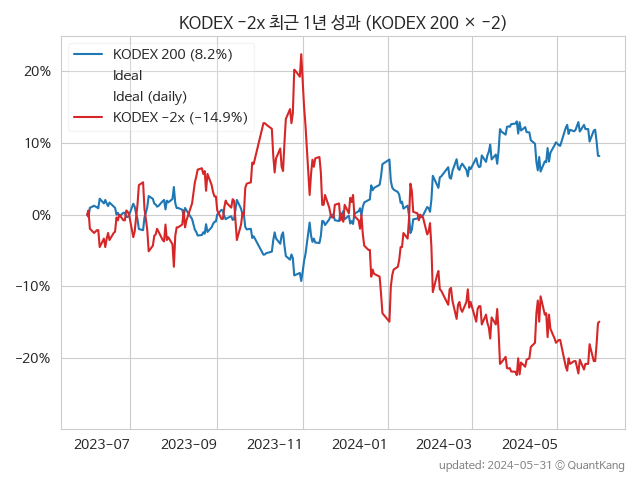 KODEX −2x 최근 1년 성과 (KODEX 200 × −2)
KODEX 200 (8.2%)
Ideal
Ideal (daily)
KODEX −2x (−14.9%)
20%
10%
0%
−10%
−20%
2023-07 2023-09 2023-11 2024-01 2024-03 2024-05
updated: 2024-05-31 © QuantKang